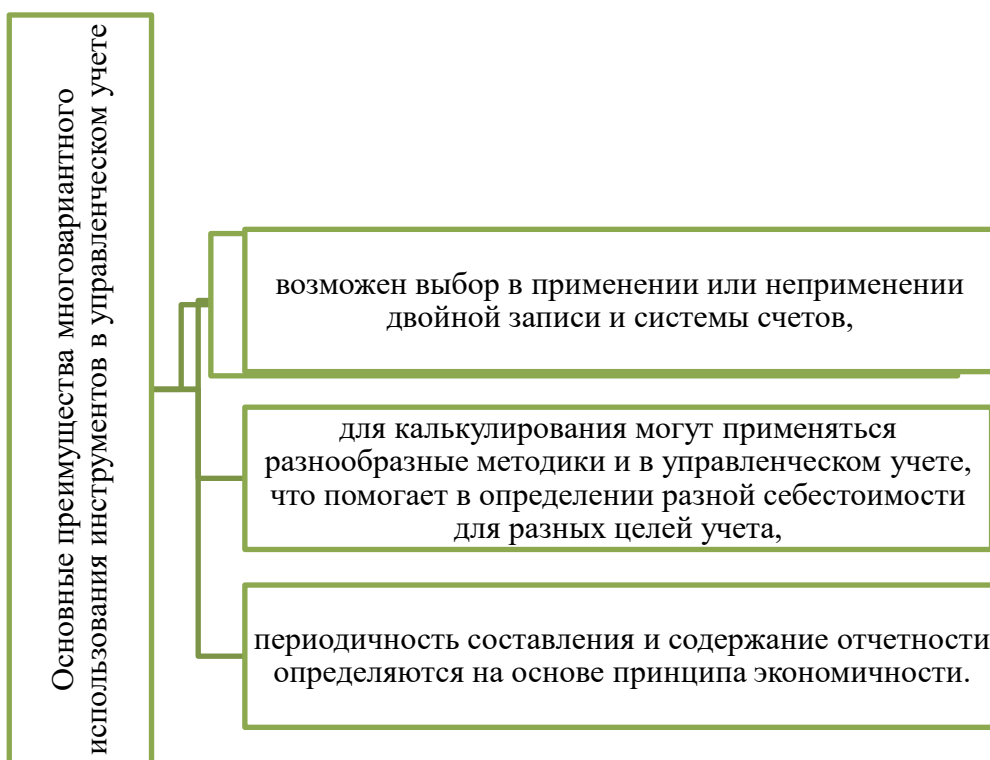 Основные преимущества многовариантного
использования инструментов в управленческом учете
возможен выбор в применении или неприменении
двойной записи и системы счетов,
для калькулирования могут применяться
разнообразные методики и в управленческом учете,
что помогает в определении разной себестоимости
для разных целей учета,
периодичность составления и содержание отчетности
определяются на основе принципа экономичности.